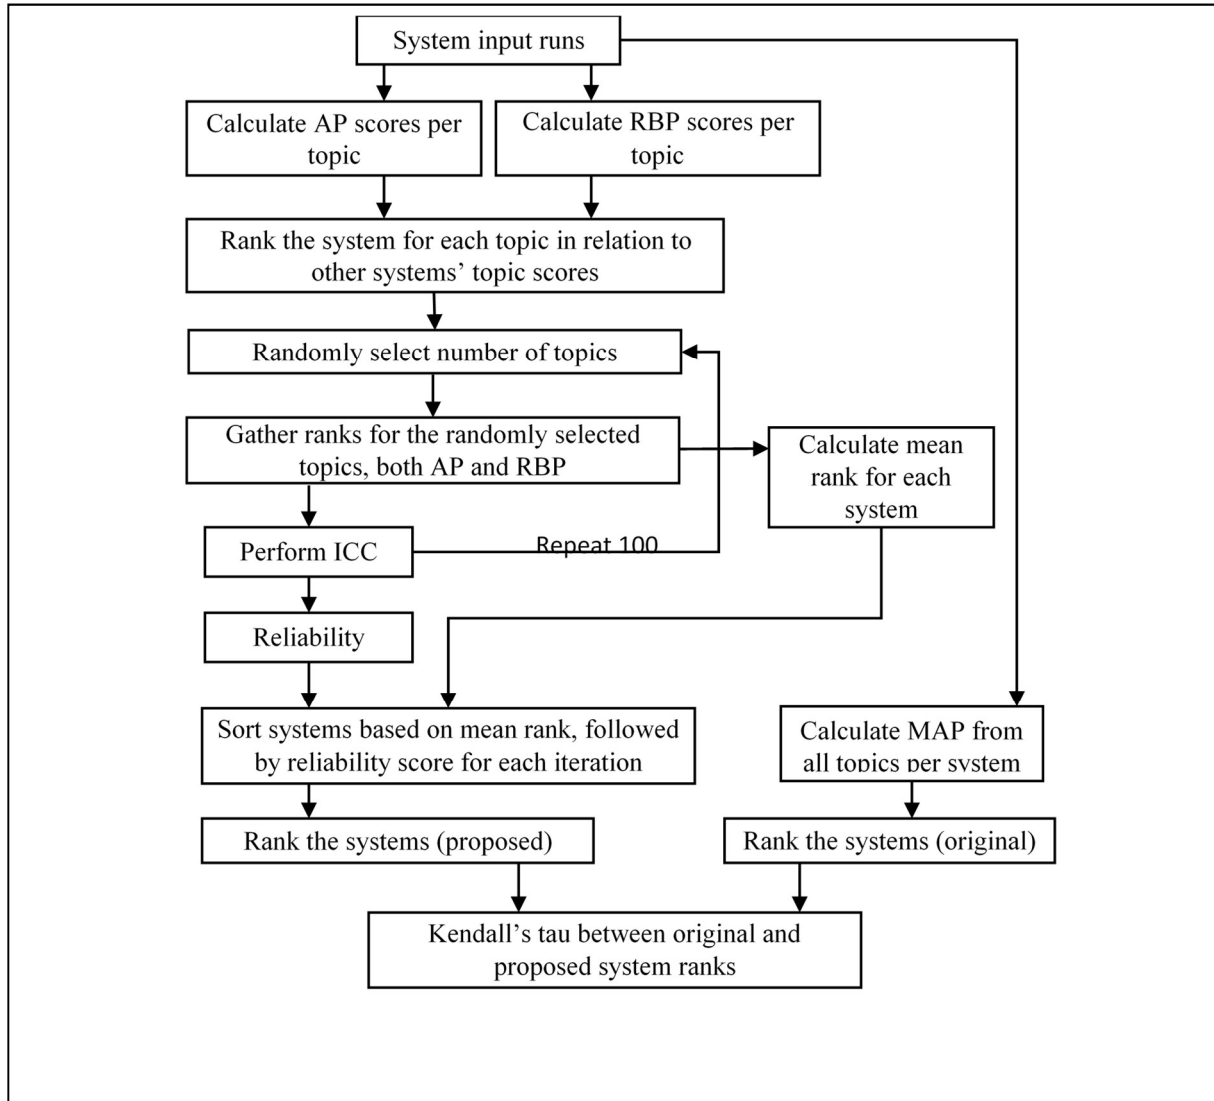 System input runs
Calculate AP scores per
topic
Calculate RBP scores per
topic
Rank the system for each topic in relation to
other systems’ topic scores
Randomly select number of topics
Gather ranks for the randomly selected
topics, both AP and RBP
Calculate mean
rank for each
system
Perform ICC
Repeat 100
Reliability
Sort systems based on mean rank, followed
by reliability score for each iteration
Calculate MAP from
all topics per system
Rank the systems (proposed)
Rank the systems (original)
Kendall’s tau between original and
proposed system ranks